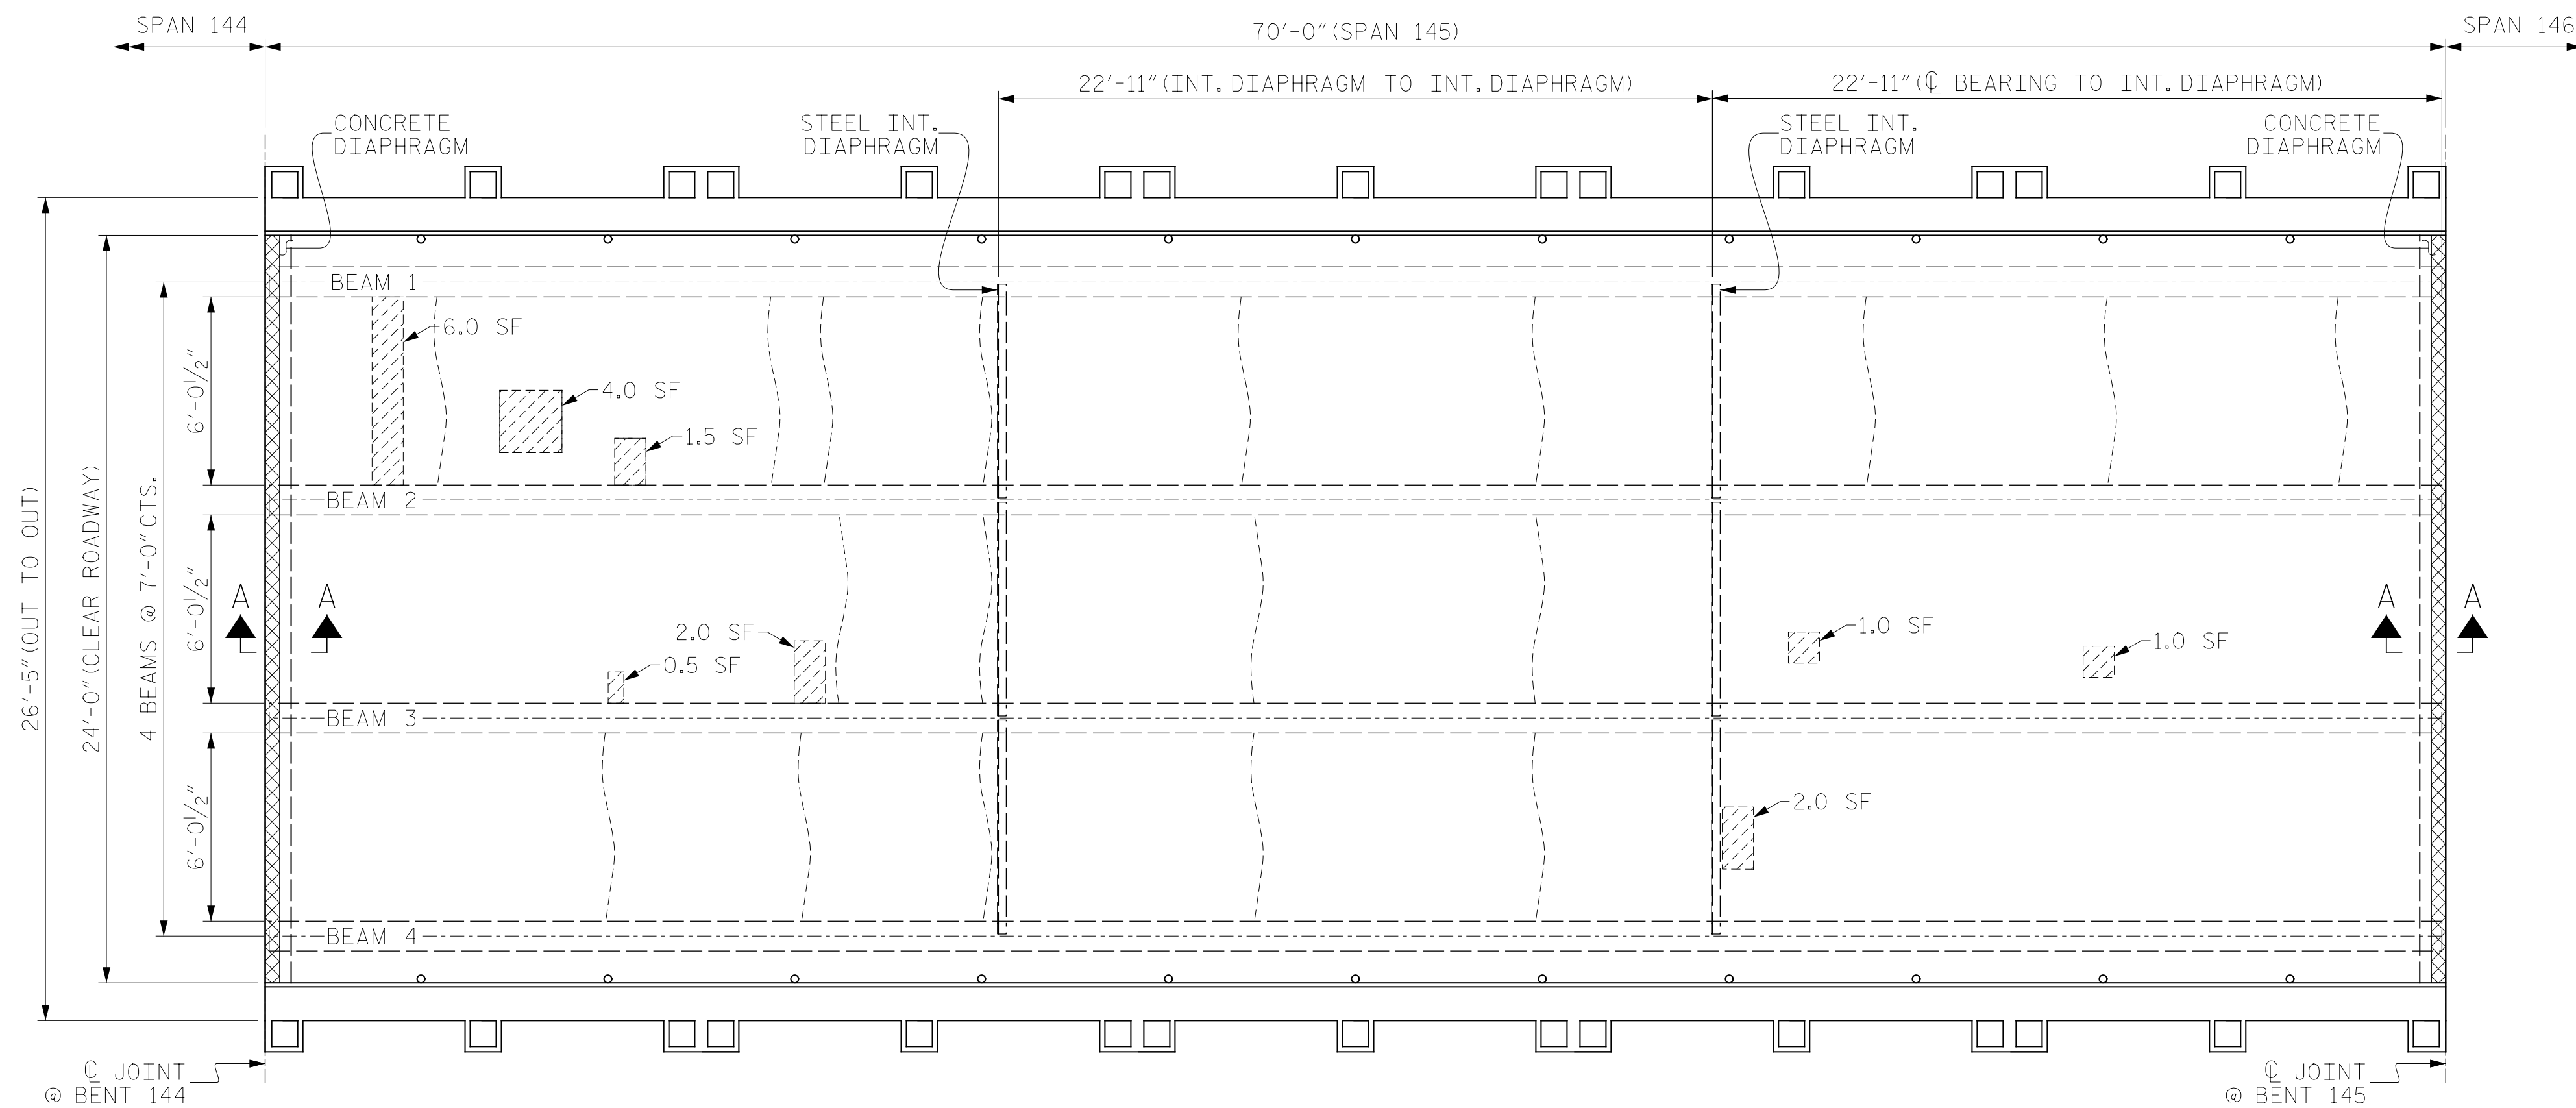 SPAN 144
70'-0"(SPAN 145)
SPAN 146
22'-11"(INT. DIAPHRAGM TO INT. DIAPHRAGM)
22'-11"(℄ BEARING TO INT. DIAPHRAGM)
CONCRETE
DIAPHRAGM
STEEL INT.
DIAPHRAGM
STEEL INT.
DIAPHRAGM
CONCRETE
DIAPHRAGM
BEAM 1
6.0 SF
4.0 SF
1.5 SF
6'-0½"
BEAM 2
26'-5"(OUT TO OUT)
24'-0"(CLEAR ROADWAY)
4 BEAMS @ 7'-0"CTS.
6'-0½"
A
A
2.0 SF
0.5 SF
1.0 SF
1.0 SF
A
A
BEAM 3
6'-0½"
2.0 SF
BEAM 4
℄ JOINT
@ BENT 144
℄ JOINT
@ BENT 145